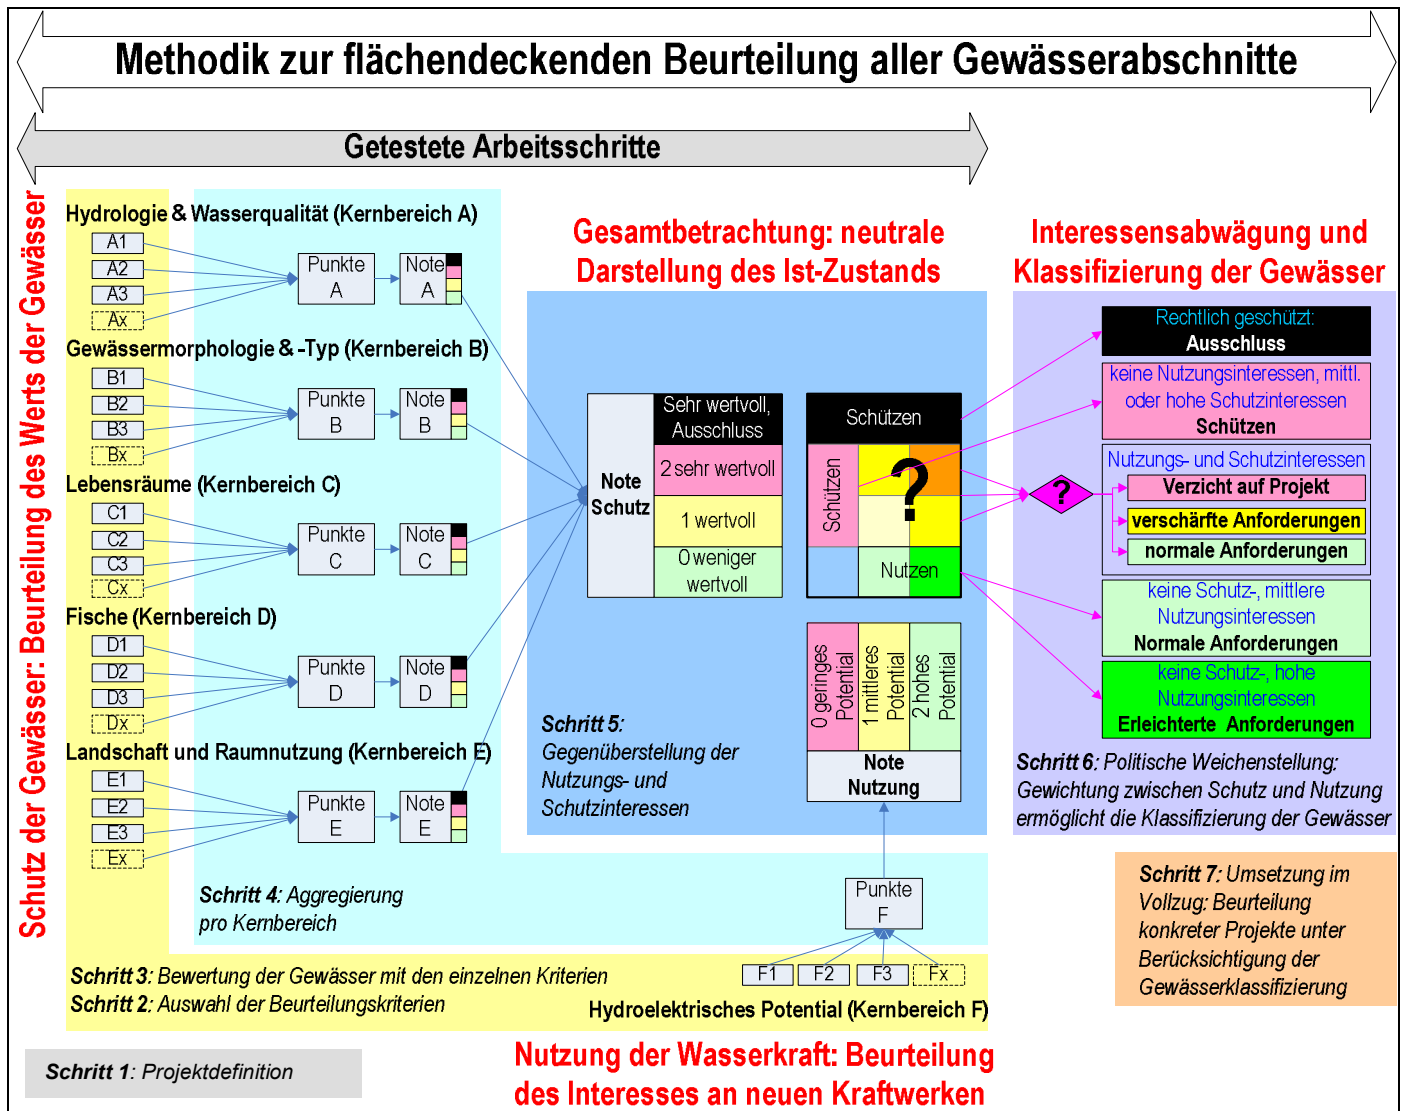 Methodik zur flächendeckenden Beurteilung aller Gewässerabschnitte
Getestete Arbeitsschritte
Schutz der Gewässer: Beurteilung des Werts der Gewässer
Hydrologie & Wasserqualität (Kernbereich A)
A1
A2
A3
Ax
Punkte
A
Note
A
Gewässermorphologie & -Typ (Kernbereich B)
B1
B2
B3
Bx
Punkte
B
Note
B
Lebensräume (Kernbereich C)
C1
C2
C3
Cx
Punkte
C
Note
C
Fische (Kernbereich D)
D1
D2
D3
Dx
Punkte
D
Note
D
Landschaft und Raumnutzung (Kernbereich E)
E1
E2
E3
Ex
Punkte
E
Note
E
Schritt 4: Aggregierung
pro Kernbereich
Schritt 3: Bewertung der Gewässer mit den einzelnen Kriterien
Schritt 2: Auswahl der Beurteilungskriterien
Schritt 1: Projektdefinition
Gesamtbetrachtung: neutrale
Darstellung des Ist-Zustands
Note
Schutz
Sehr wertvoll,
Ausschluss
2 sehr wertvoll
1 wertvoll
0 weniger
wertvoll
Schützen
Schützen
?
Nutzen
0 geringes
Potential
1 mittleres
Potential
2 hohes
Potential
Note
Nutzung
Schritt 5:
Gegenüberstellung der
Nutzungs- und
Schutzinteressen
Punkte
F
F1
F2
F3
Fx
Hydroelektrisches Potential (Kernbereich F)
Nutzung der Wasserkraft: Beurteilung
des Interesses an neuen Kraftwerken
Interessensabwägung und
Klassifizierung der Gewässer
Rechtlich geschützt:
Ausschluss
keine Nutzungsinteressen, mittl.
oder hohe Schutzinteressen
Schützen
?
Nutzungs- und Schutzinteressen
Verzicht auf Projekt
verschärfte Anforderungen
normale Anforderungen
keine Schutz-, mittlere
Nutzungsinteressen
Normale Anforderungen
keine Schutz-, hohe
Nutzungsinteressen
Erleichterte Anforderungen
Schritt 6: Politische Weichenstellung:
Gewichtung zwischen Schutz und Nutzung
ermöglicht die Klassifizierung der Gewässer
Schritt 7: Umsetzung im
Vollzug: Beurteilung
konkreter Projekte unter
Berücksichtigung der
Gewässerklassifizierung